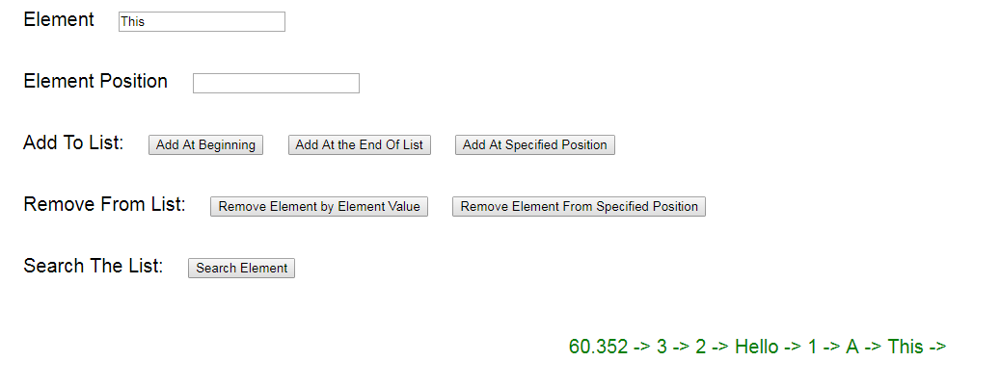 Element This
Element Position
Add To List: Add At Beginning Add At the End Of List Add At Specified Position
Remove From List: Remove Element by Element Value Remove Element From Specified Position
Search The List: Search Element
60.352 -> 3 -> 2 -> Hello -> 1 -> A -> This ->